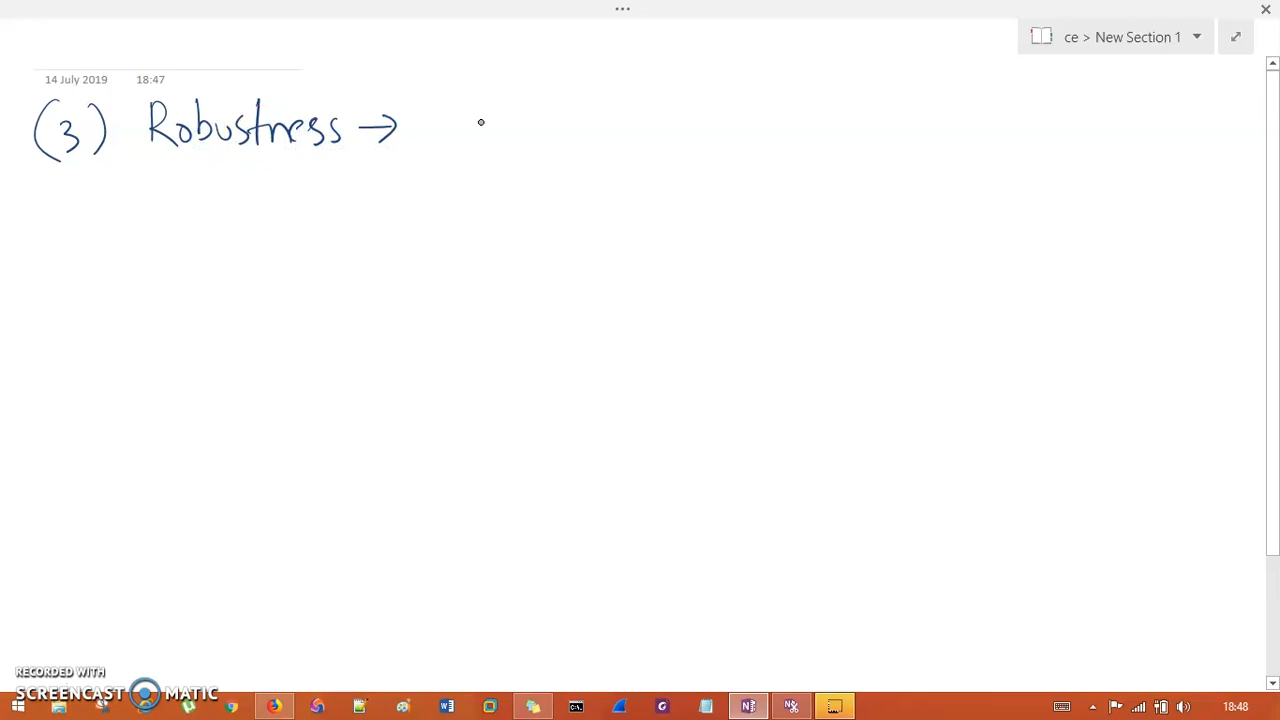 ce > New Section 1
14 July 2019 18:47
(3) Robustness →
RECORDED WITH
SCREENCAST MATIC
18:48